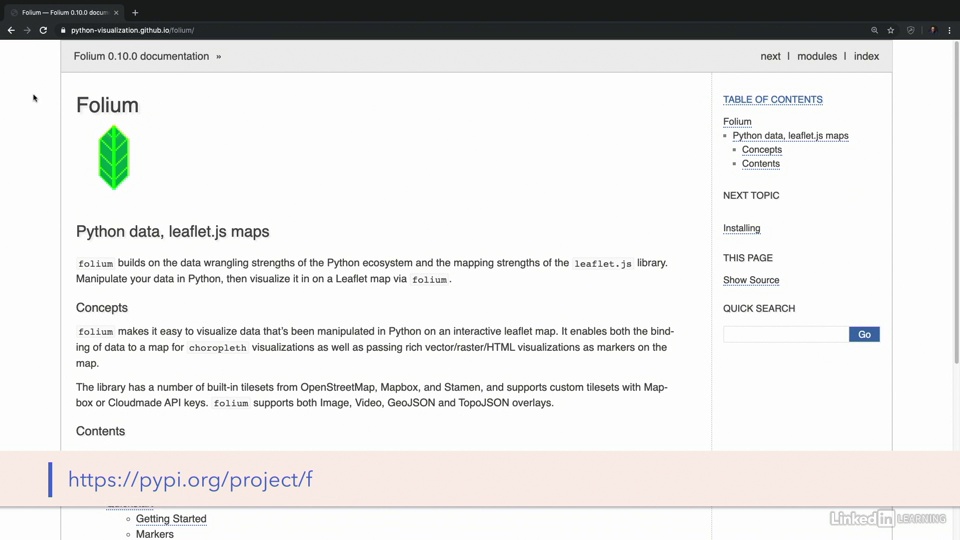 Folium — Folium 0.10.0 docum
python-visualization.github.io/folium/
Folium 0.10.0 documentation »
next | modules | index
Folium
Python data, leaflet.js maps
folium builds on the data wrangling strengths of the Python ecosystem and the mapping strengths of the leaflet.js library.
Manipulate your data in Python, then visualize it in on a Leaflet map via folium.
Concepts
folium makes it easy to visualize data that's been manipulated in Python on an interactive leaflet map. It enables both the bind-
ing of data to a map for choropleth visualizations as well as passing rich vector/raster/HTML visualizations as markers on the
map.
The library has a number of built-in tilesets from OpenStreetMap, Mapbox, and Stamen, and supports custom tilesets with Map-
box or Cloudmade API keys. folium supports both Image, Video, GeoJSON and TopoJSON overlays.
Contents
TABLE OF CONTENTS
Folium
Python data, leaflet.js maps
Concepts
Contents
NEXT TOPIC
Installing
THIS PAGE
Show Source
QUICK SEARCH
Go
https://pypi.org/project/f
Getting Started
Markers
Linked in LEARNING